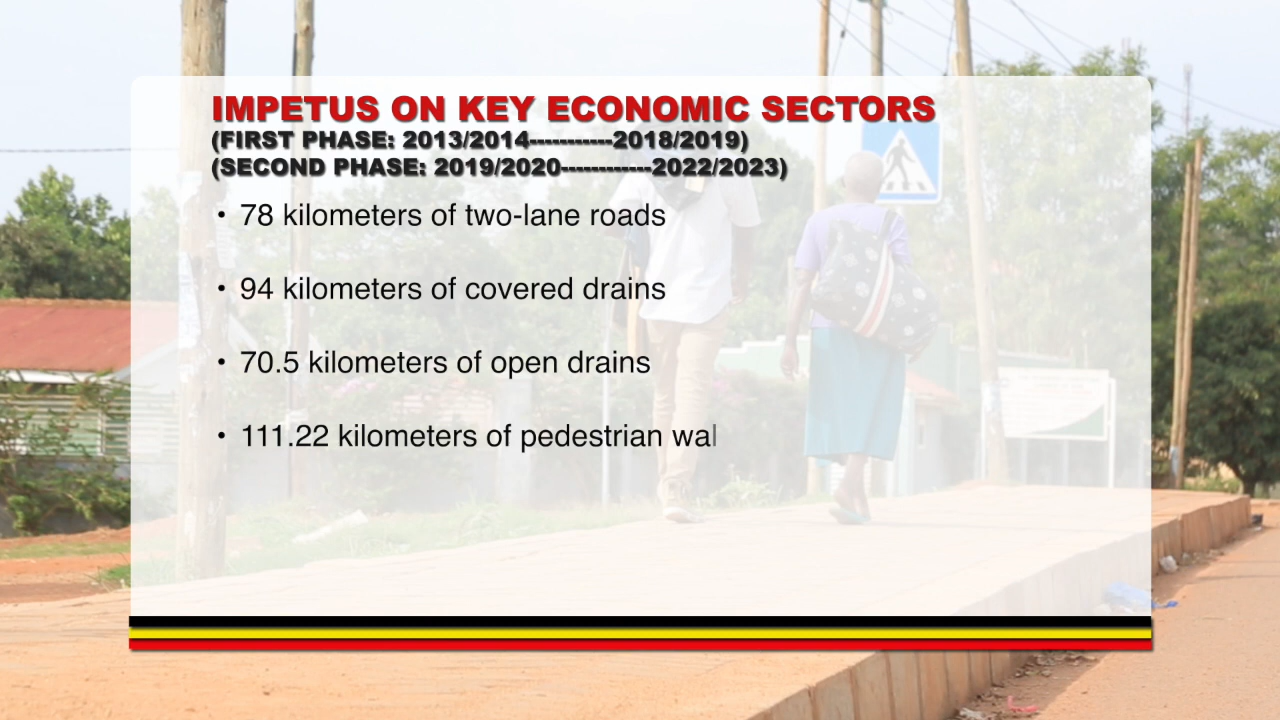 IMPETUS ON KEY ECONOMIC SECTORS
(FIRST PHASE: 2013/2014-----------2018/2019)
(SECOND PHASE: 2019/2020------------2022/2023)
• 78 kilometers of two-lane roads
• 94 kilometers of covered drains
• 70.5 kilometers of open drains
• 111.22 kilometers of pedestrian wal